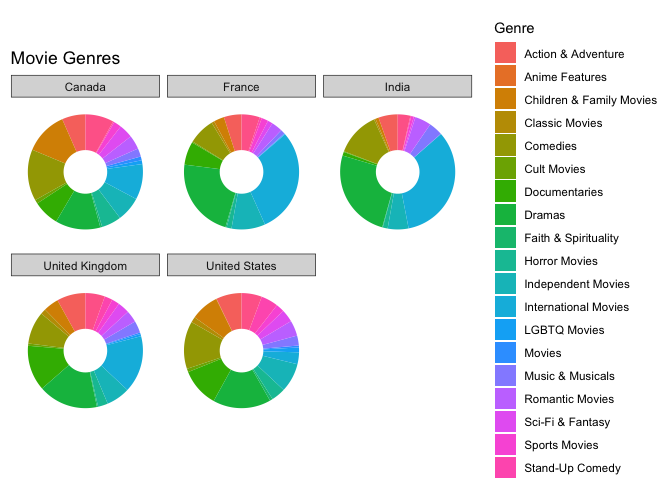 Movie Genres
Canada
France
India
United Kingdom
United States
Genre
Action & Adventure
Anime Features
Children & Family Movies
Classic Movies
Comedies
Cult Movies
Documentaries
Dramas
Faith & Spirituality
Horror Movies
Independent Movies
International Movies
LGBTQ Movies
Movies
Music & Musicals
Romantic Movies
Sci-Fi & Fantasy
Sports Movies
Stand-Up Comedy